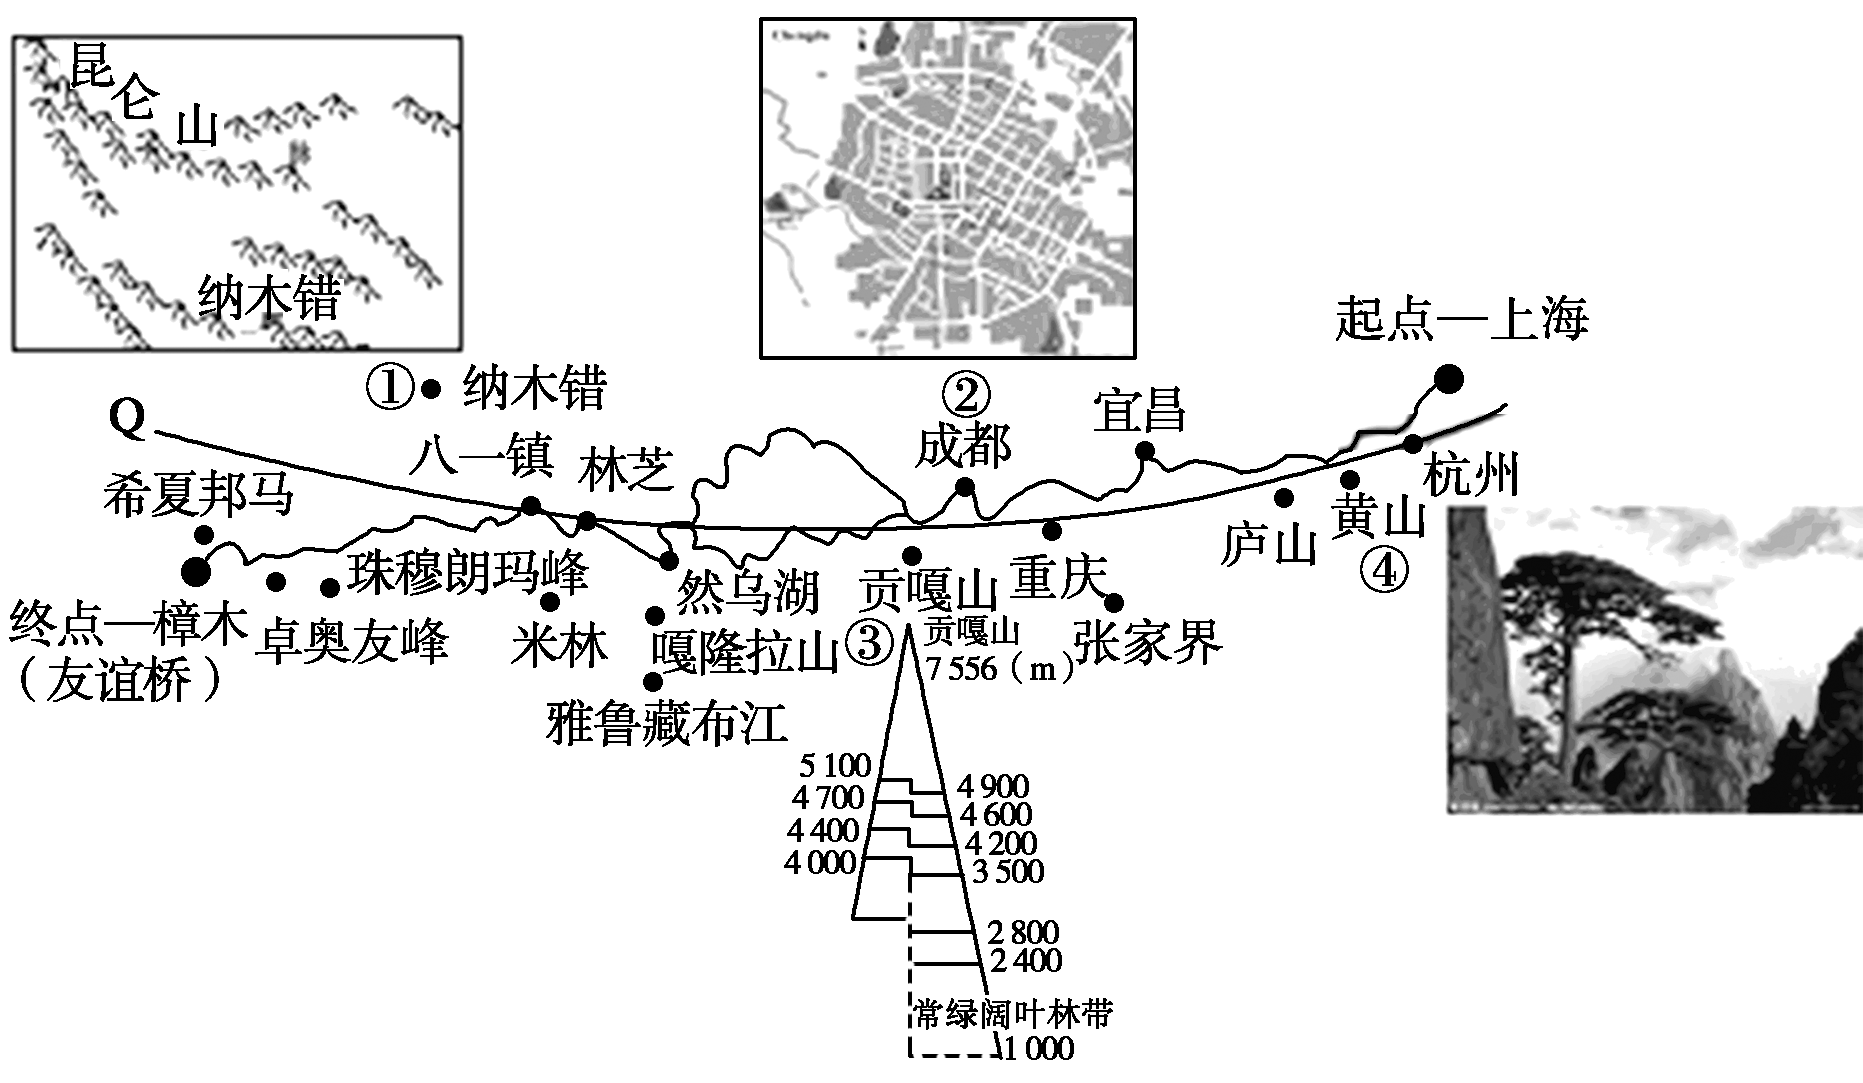 昆仑山
纳木错
Chengdu
起点—上海
①
纳木错
②
宜昌
Q
八一镇
林芝
成都
杭州
希夏邦马
庐山
黄山
④
珠穆朗玛峰
然乌湖
贡嘎山
重庆
终点—樟木
（友谊桥）
卓奥友峰
米林
嘎隆拉山
③
贡嘎山
7 556（m）
张家界
雅鲁藏布江
5 100
4 900
4 700
4 600
4 400
4 200
4 000
3 500
2 800
2 400
常绿阔叶林带
1 000